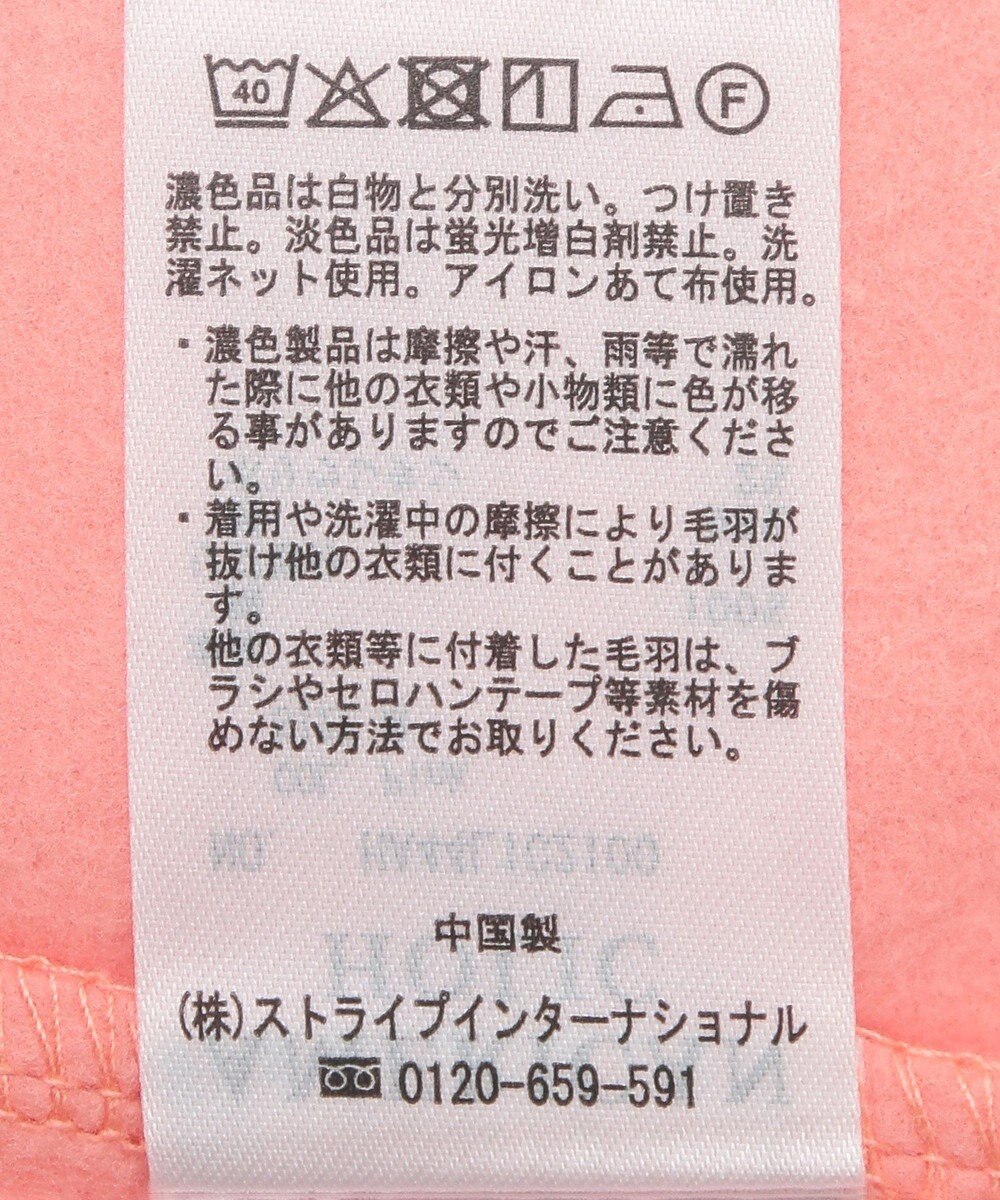 40 F
濃色品は白物と分別洗い。つけ置き
禁止。淡色品は蛍光増白剤禁止。洗
濯ネット使用。アイロンあて布使用。
・濃色製品は摩擦や汗、雨等で濡れ
た際に他の衣類や小物類に色が移
る事がありますのでご注意くださ
い。
・着用や洗濯中の摩擦により毛羽が
抜け他の衣類に付くことがありま
す。
他の衣類等に付着した毛羽は、ブ
ラシやセロハンテープ等素材を傷
めない方法でお取りください。
中国製
(株)ストライプインターナショナル
0120-659-591